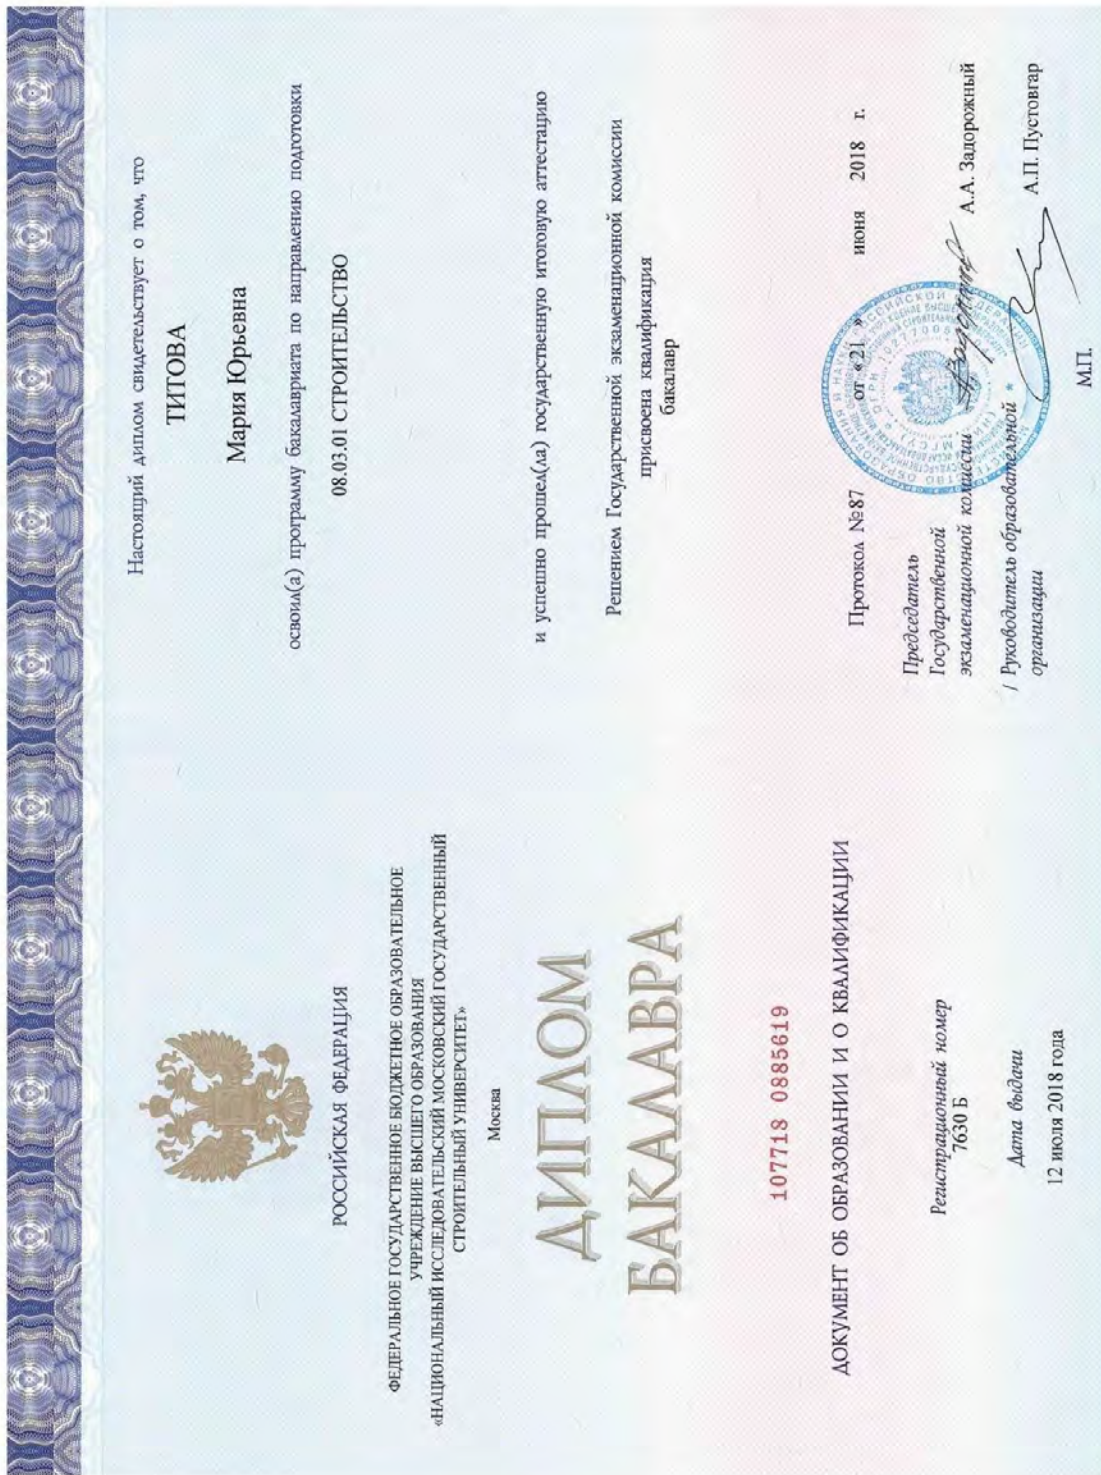 РОССИЙСКАЯ ФЕДЕРАЦИЯ
ФЕДЕРАЛЬНОЕ ГОСУДАРСТВЕННОЕ БЮДЖЕТНОЕ ОБРАЗОВАТЕЛЬНОЕ
УЧРЕЖДЕНИЕ ВЫСШЕГО ОБРАЗОВАНИЯ
«НАЦИОНАЛЬНЫЙ ИССЛЕДОВАТЕЛЬСКИЙ МОСКОВСКИЙ ГОСУДАРСТВЕННЫЙ
СТРОИТЕЛЬНЫЙ УНИВЕРСИТЕТ»
Москва
ДИПЛОМ
БАКАЛАВРА
107718 0885619
ДОКУМЕНТ ОБ ОБРАЗОВАНИИ И О КВАЛИФИКАЦИИ
Регистрационный номер
7630 Б
Дата выдачи
12 июля 2018 года
Настоящий диплом свидетельствует о том, что
ТИТОВА
Мария Юрьевна
освоил(а) программу бакалавриата по направлению подготовки
08.03.01 СТРОИТЕЛЬСТВО
и успешно прошел(ла) государственную итоговую аттестацию
Решением Государственной экзаменационной комиссии
присвоена квалификация
бакалавр
Протокол №87 от «21 » июня 2018 г.
Председатель
Государственной
экзаменационной комиссии А.А. Задорожный
/ Руководитель образовательной А.П. Пустовгар
организации
М.П.